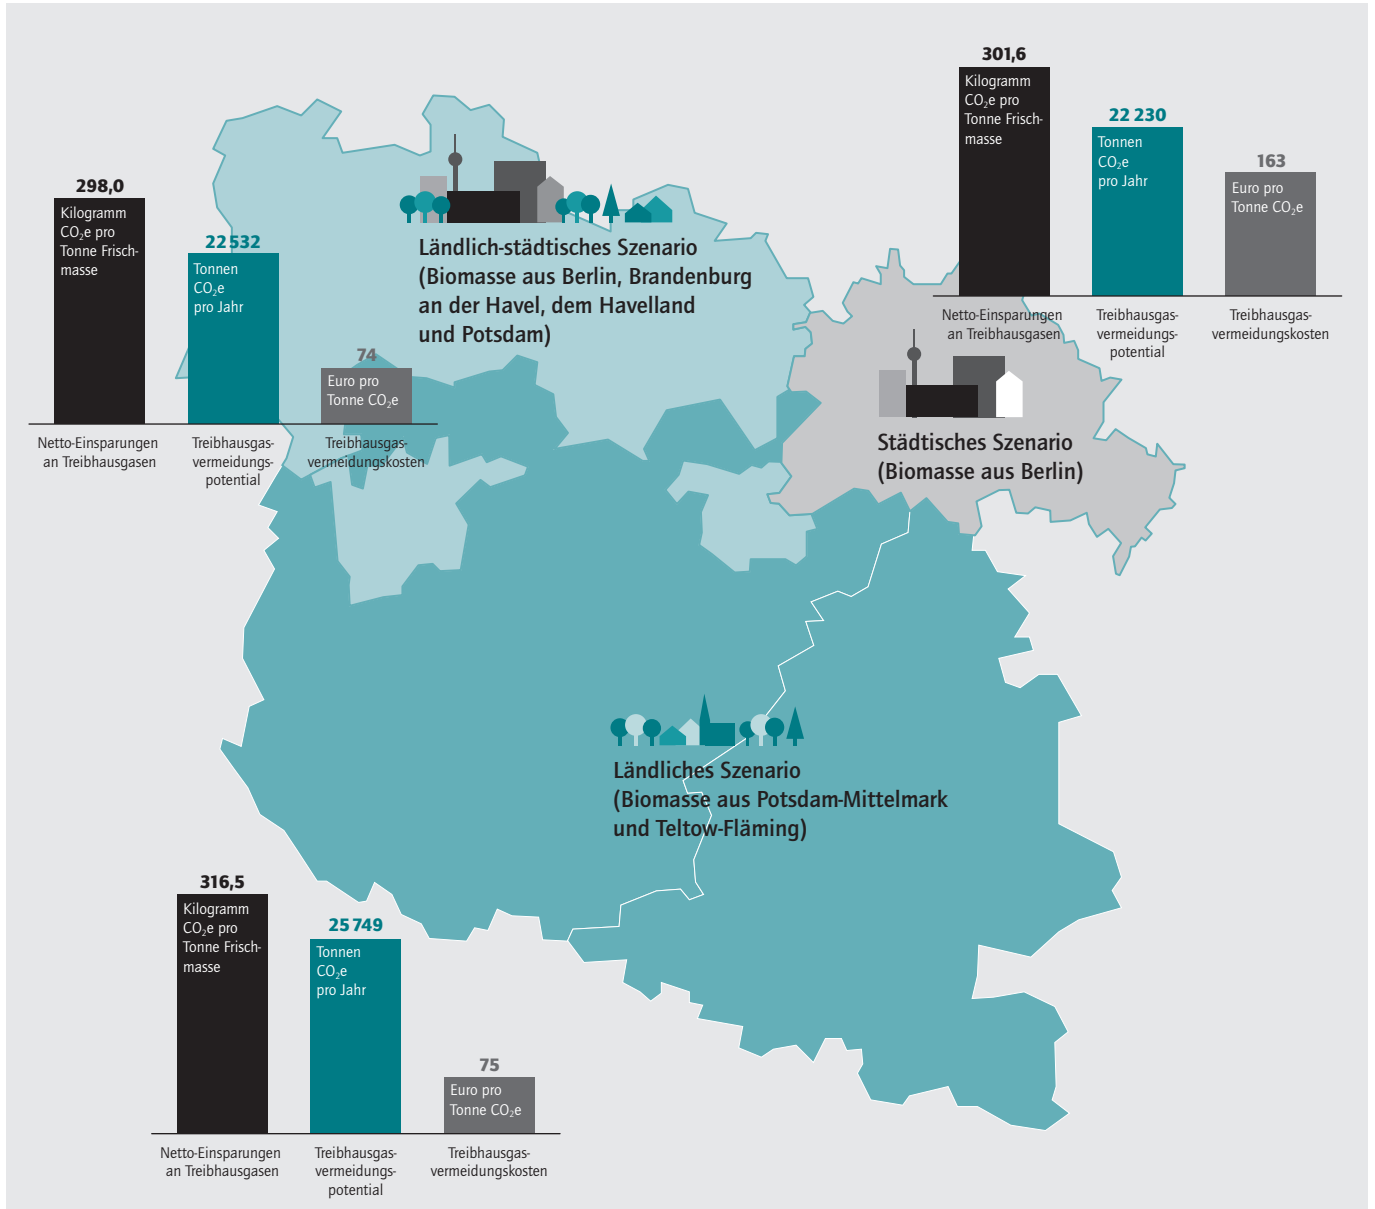 301,6
Kilogramm
CO₂e pro
Tonne Frisch-
masse
22 230
Tonnen
CO₂e
pro Jahr
163
Euro pro
Tonne CO₂e
Netto-Einsparungen
an Treibhausgasen
Treibhausgas-
vermeidungs-
potential
Treibhausgas-
vermeidungskosten
Städtisches Szenario
(Biomasse aus Berlin)
298,0
Kilogramm
CO₂e pro
Tonne Frisch-
masse
22 532
Tonnen
CO₂e
pro Jahr
74
Euro pro
Tonne CO₂e
Netto-Einsparungen
an Treibhausgasen
Treibhausgas-
vermeidungs-
potential
Treibhausgas-
vermeidungskosten
Ländlich-städtisches Szenario
(Biomasse aus Berlin, Brandenburg
an der Havel, dem Havelland
und Potsdam)
Ländliches Szenario
(Biomasse aus Potsdam-Mittelmark
und Teltow-Fläming)
316,5
Kilogramm
CO₂e pro
Tonne Frisch-
masse
25 749
Tonnen
CO₂e
pro Jahr
75
Euro pro
Tonne CO₂e
Netto-Einsparungen
an Treibhausgasen
Treibhausgas-
vermeidungs-
potential
Treibhausgas-
vermeidungskosten